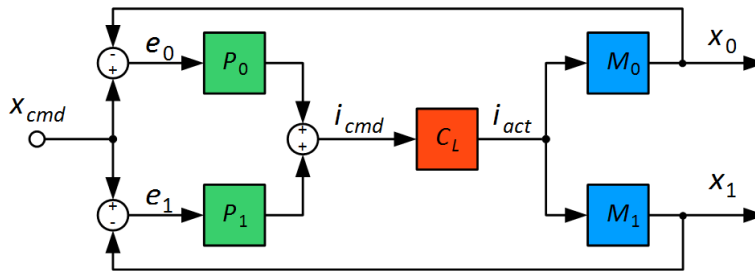 x0
e0
P0
M0
-
+
xcmd
+
+
icmd
CL
iact
+
-
e1
P1
M1
x1